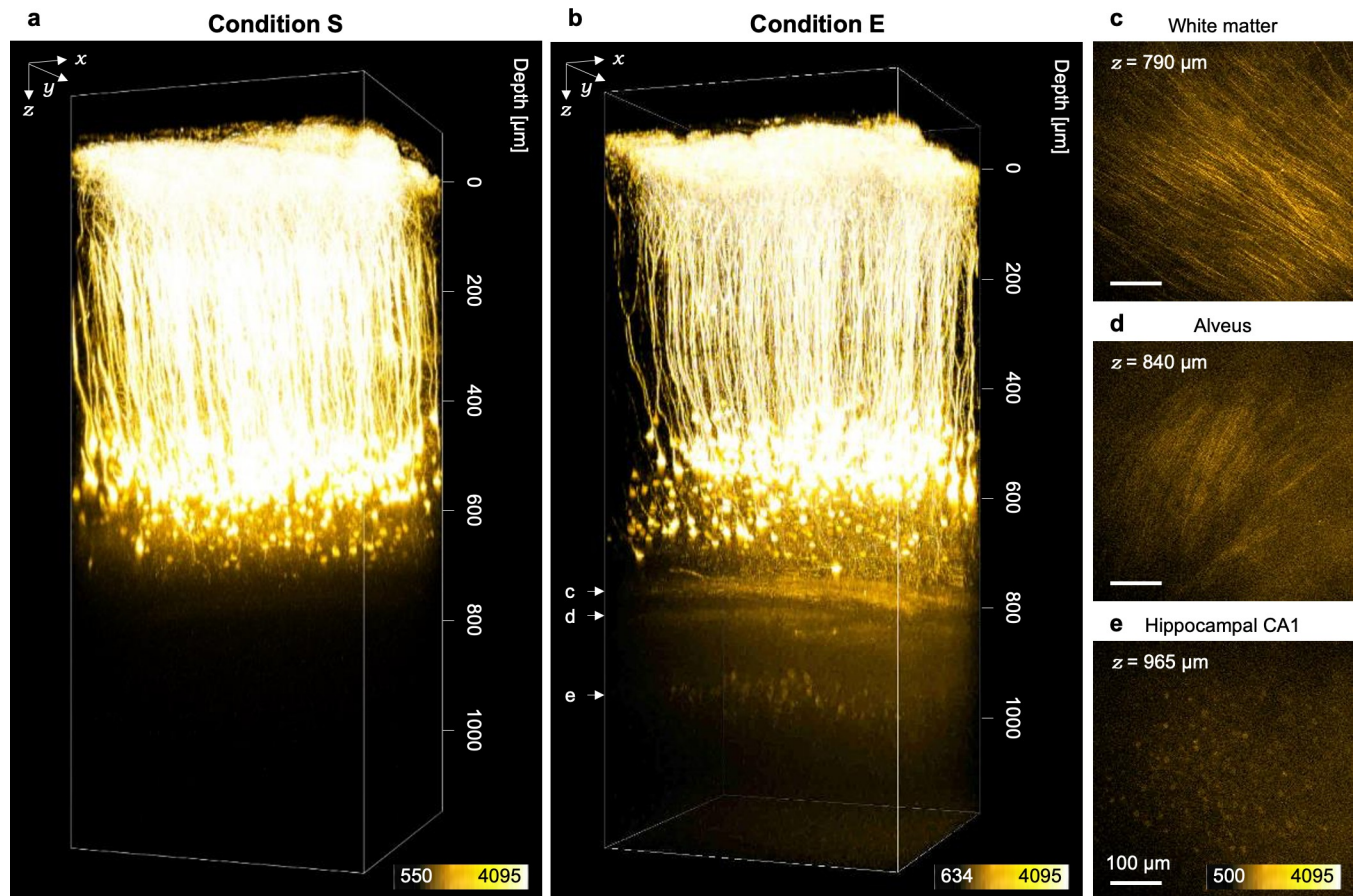 a
Condition S
x
y
z
Depth [µm]
0
200
400
600
800
1000
550 4095
b
Condition E
x
y
z
Depth [µm]
0
200
400
600
800
1000
c
d
e
634 4095
c
White matter
z = 790 µm
d
Alveus
z = 840 µm
e
Hippocampal CA1
z = 965 µm
100 µm
500 4095